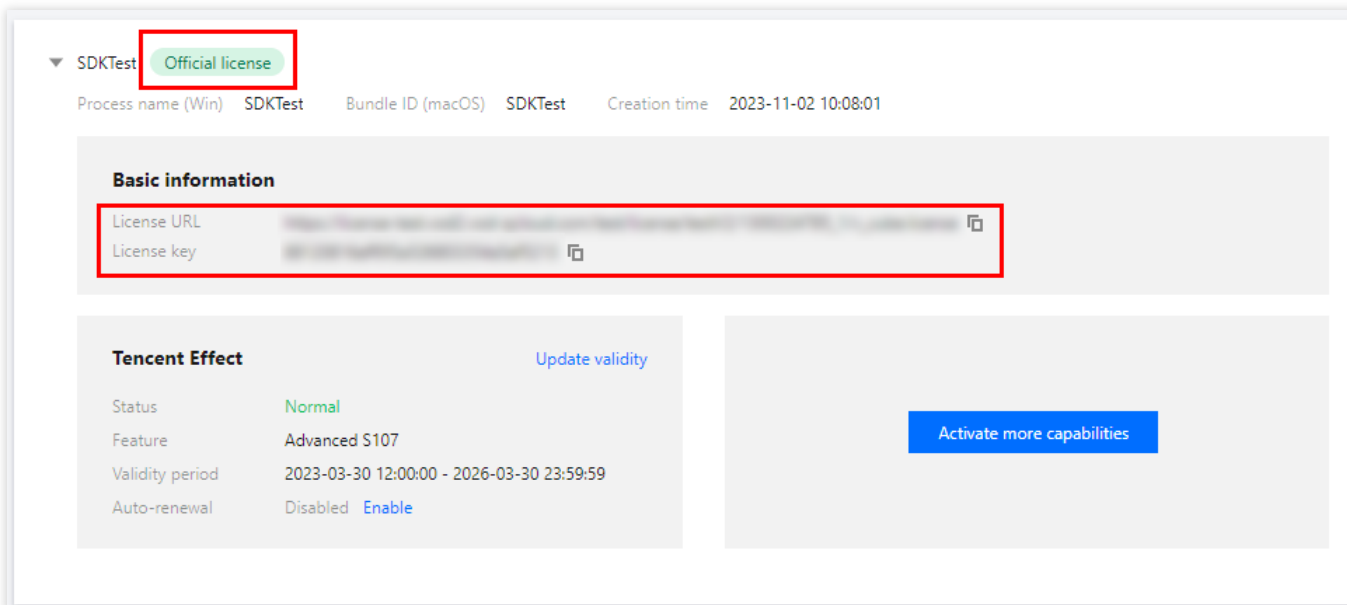 SDKTest Official license
Process name (Win) SDKTest Bundle ID (macOS) SDKTest Creation time 2023-11-02 10:08:01
Basic information
License URL
License key
Tencent Effect Update validity
Status Normal
Feature Advanced S107
Validity period 2023-03-30 12:00:00 - 2026-03-30 23:59:59
Auto-renewal Disabled Enable
Activate more capabilities